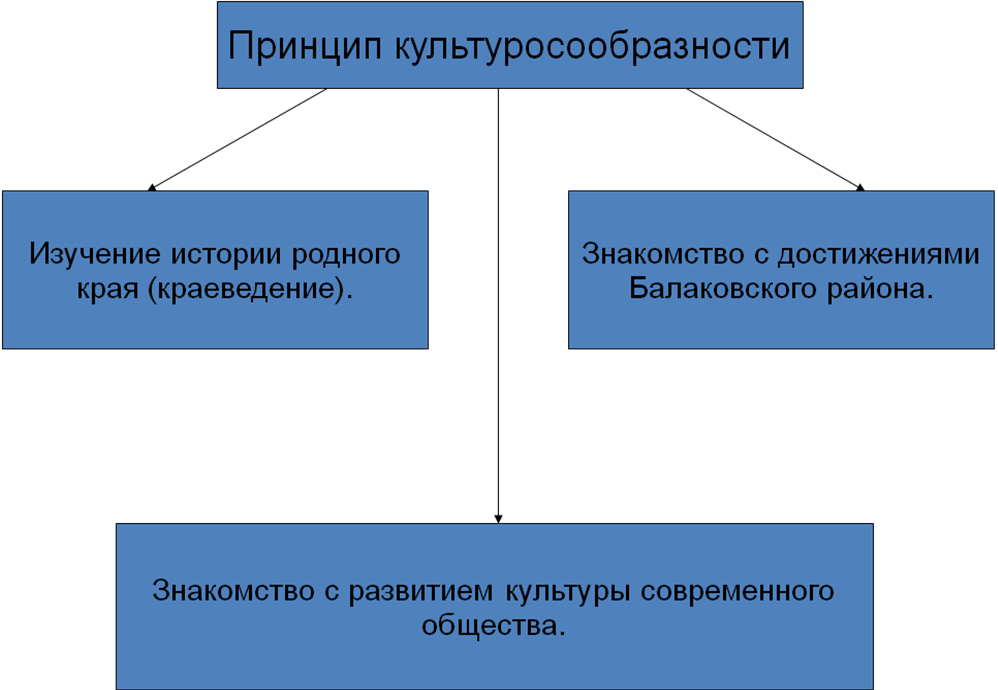 Принцип культуросообразности
Изучение истории родного
края (краеведение).
Знакомство с достижениями
Балаковского района.
Знакомство с развитием культуры современного
общества.